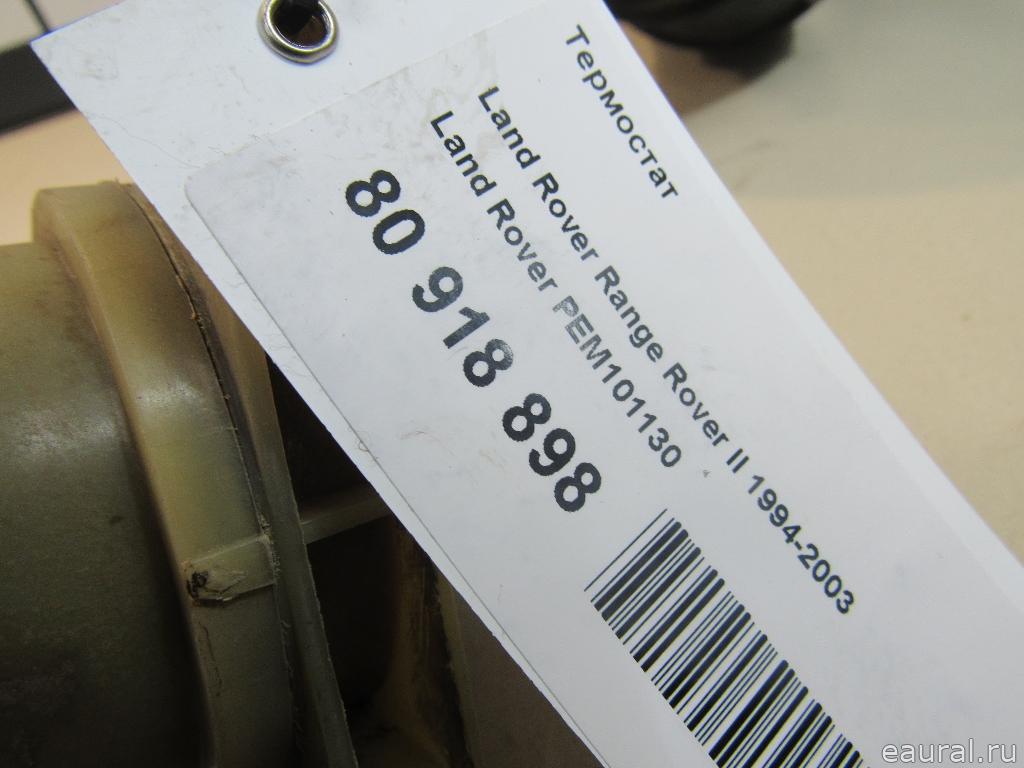 Термостат
Land Rover Range Rover II 1994-2003
Land Rover PEM101130
80 918 898
eaural.ru